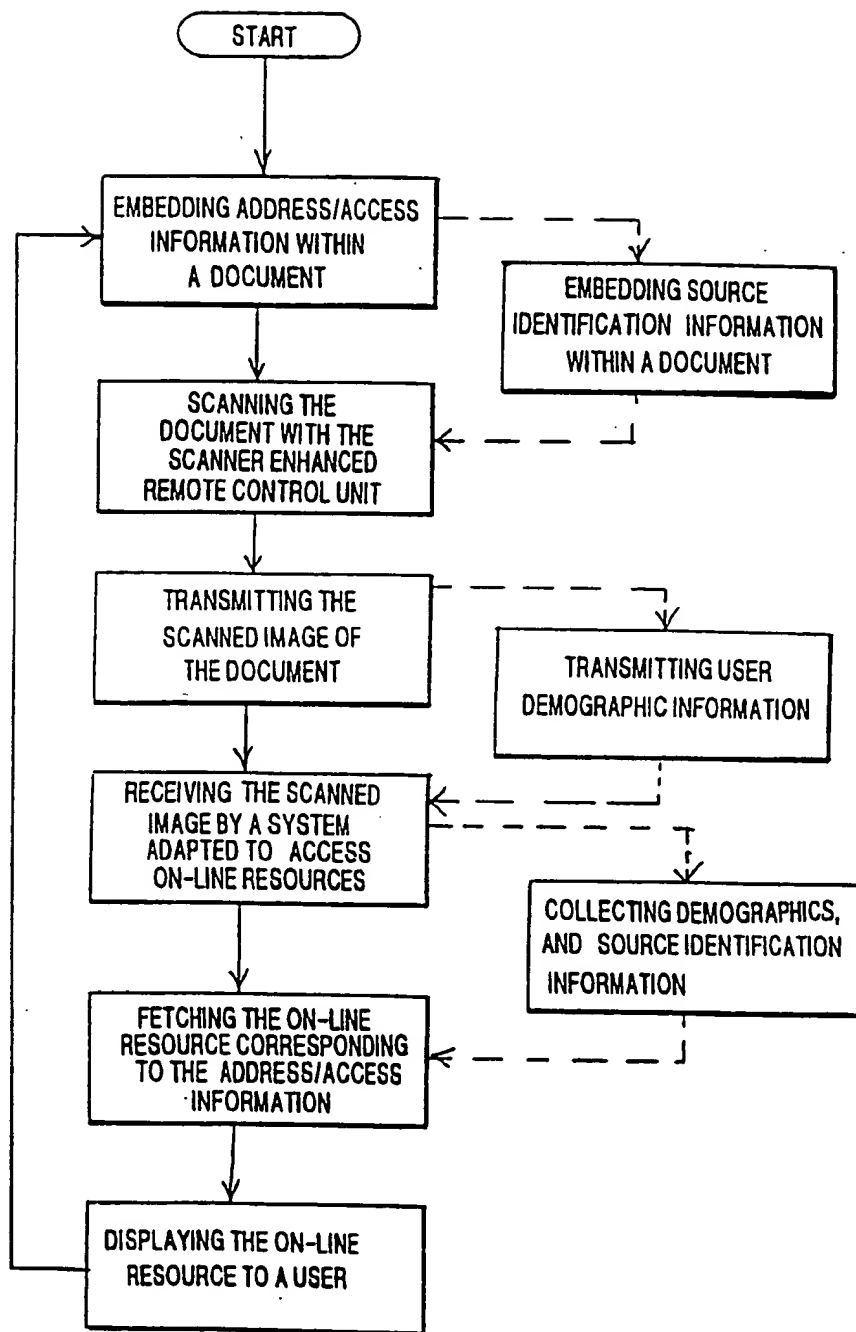 START
EMBEDDING ADDRESS/ACCESS
INFORMATION WITHIN
A DOCUMENT
EMBEDDING SOURCE
IDENTIFICATION INFORMATION
WITHIN A DOCUMENT
SCANNING THE
DOCUMENT WITH THE
SCANNER ENHANCED
REMOTE CONTROL UNIT
TRANSMITTING THE
SCANNED IMAGE OF
THE DOCUMENT
TRANSMITTING USER
DEMOGRAPHIC INFORMATION
RECEIVING THE SCANNED
IMAGE BY A SYSTEM
ADAPTED TO ACCESS
ON-LINE RESOURCES
COLLECTING DEMOGRAPHICS,
AND SOURCE IDENTIFICATION
INFORMATION
FETCHING THE ON-LINE
RESOURCE CORRESPONDING
TO THE ADDRESS/ACCESS
INFORMATION
DISPLAYING THE ON-LINE
RESOURCE TO A USER